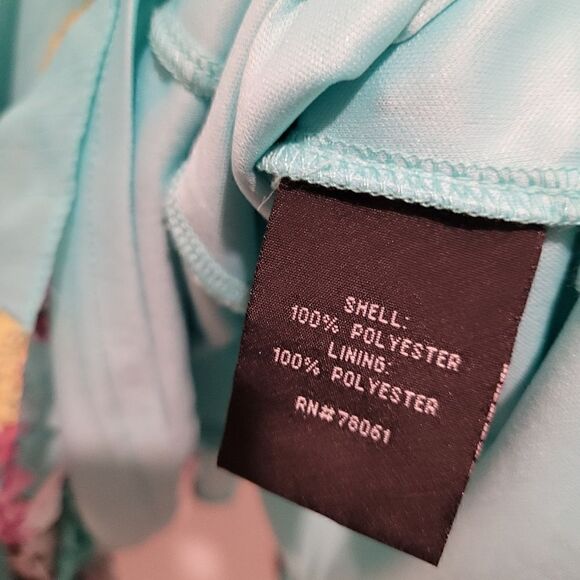 SHELL:
100% POLYESTER
LINING:
100% POLYESTER
RN#78061